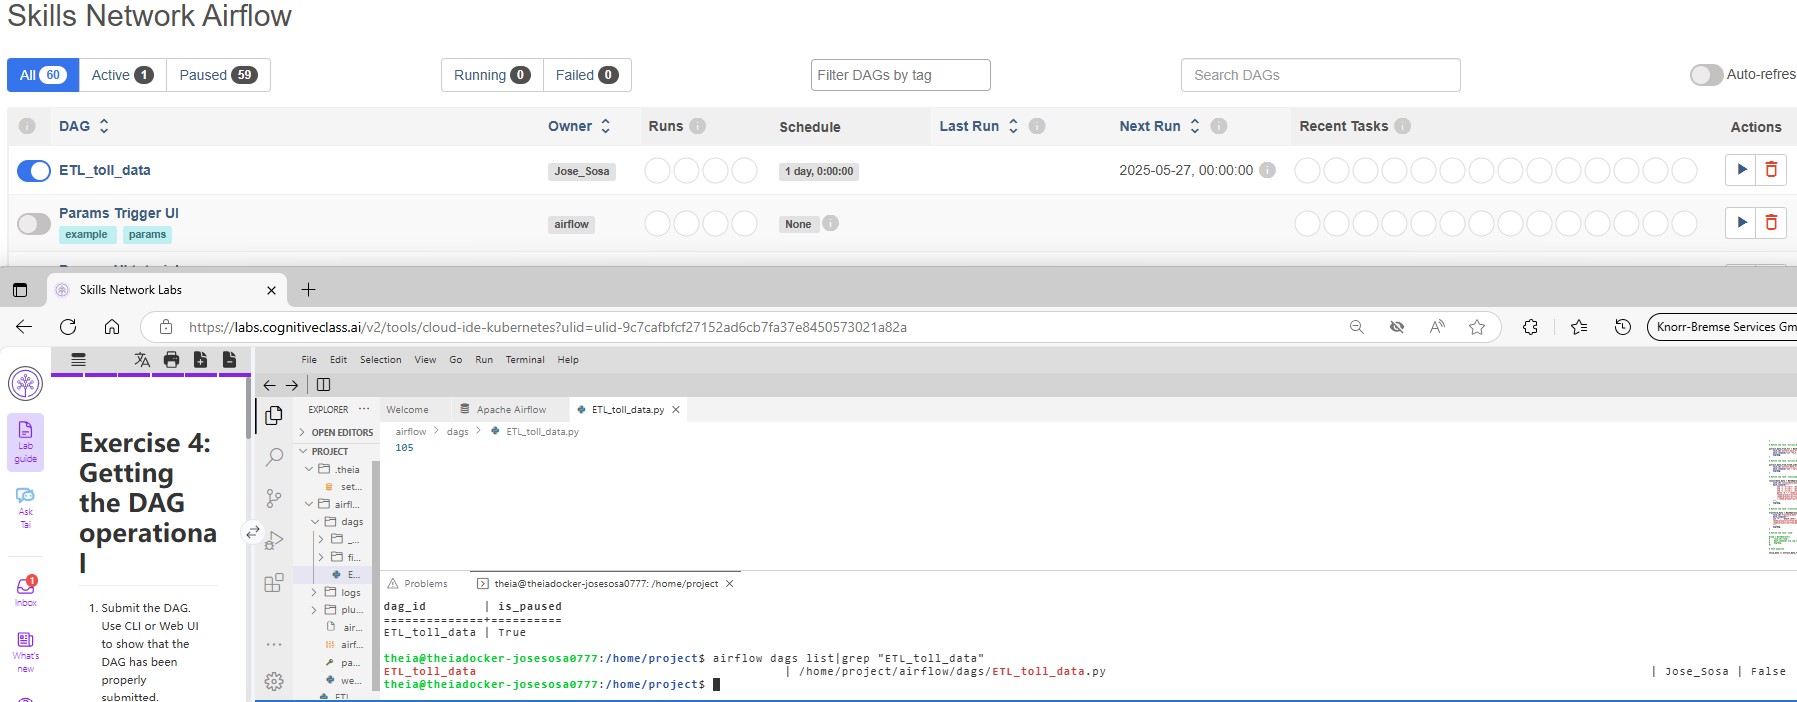 Skills Network Airflow
All 60 Active 1 Paused 59 Running 0 Failed 0 Filter DAGs by tag Search DAGs Auto-refres
DAG Owner Runs Schedule Last Run Next Run Recent Tasks Actions
ETL_toll_data Jose_Sosa 1 day, 0:00:00 2025-05-27, 00:00:00
Params Trigger UI
airflow None
example params
Skills Network Labs
https://labs.cognitiveclass.ai/v2/tools/cloud-ide-kubernetes?ulid=ulid-9c7cafbfcf27152ad6cb7fa37e8450573021a82a
Knorr-Bremse Services Gm
File Edit Selection View Go Run Terminal Help
Lab
guide
Ask
Tai
1
Inbox
What's
new
Exercise 4:
Getting
the DAG
operationa
l
1. Submit the DAG.
Use CLI or Web UI
to show that the
DAG has been
properly
submitted.
EXPLORER ...
OPEN EDITORS
PROJECT
.theia
set...
airfl...
dags
_...
fi...
E...
logs
plu...
air...
airf...
pa...
we...
ETL
Welcome Apache Airflow ETL_toll_data.py
airflow > dags > ETL_toll_data.py
105
Problems theia@theiadocker-josesosa0777: /home/project
dag_id | is_paused
==============+==========
ETL_toll_data | True
theia@theiadocker-josesosa0777:/home/project$ airflow dags list|grep "ETL_toll_data"
ETL_toll_data | /home/project/airflow/dags/ETL_toll_data.py | Jose_Sosa | False
theia@theiadocker-josesosa0777:/home/project$